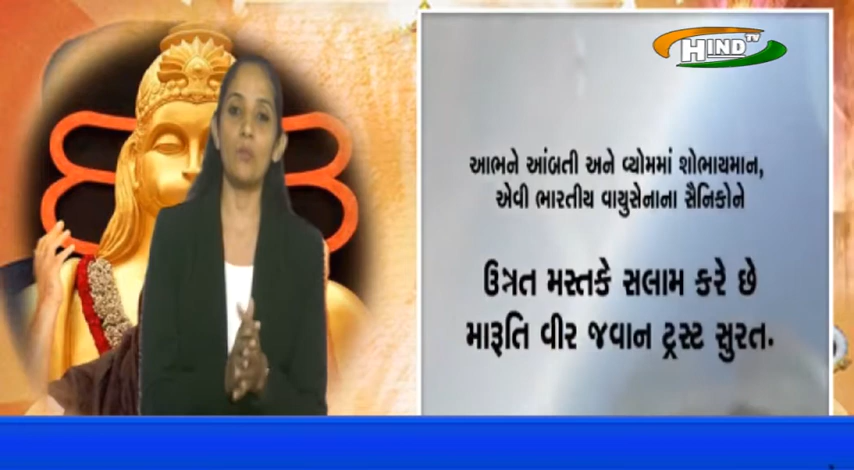 HIND TV
આભને આંબતી અને વ્યોમમાં શોભાયમાન,
એવી ભારતીય વાયુસેનાના સૈનિકોને
ઉન્નત મસ્તકે સલામ કરે છે
મારૂતિ વીર જવાન ટ્રસ્ટ સુરત.